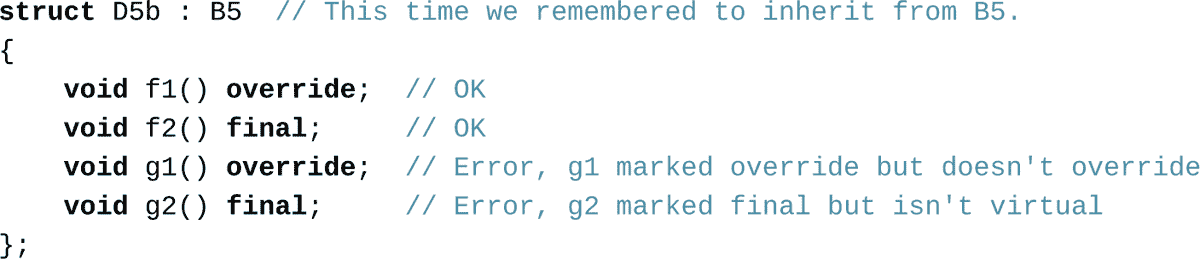 struct D5b : B5  // This time we remembered to inherit from B5.
{
    void f1() override;  // OK
    void f2() final;     // OK
    void g1() override;  // Error, g1 marked override but doesn't override
    void g2() final;     // Error, g2 marked final but isn't virtual
};